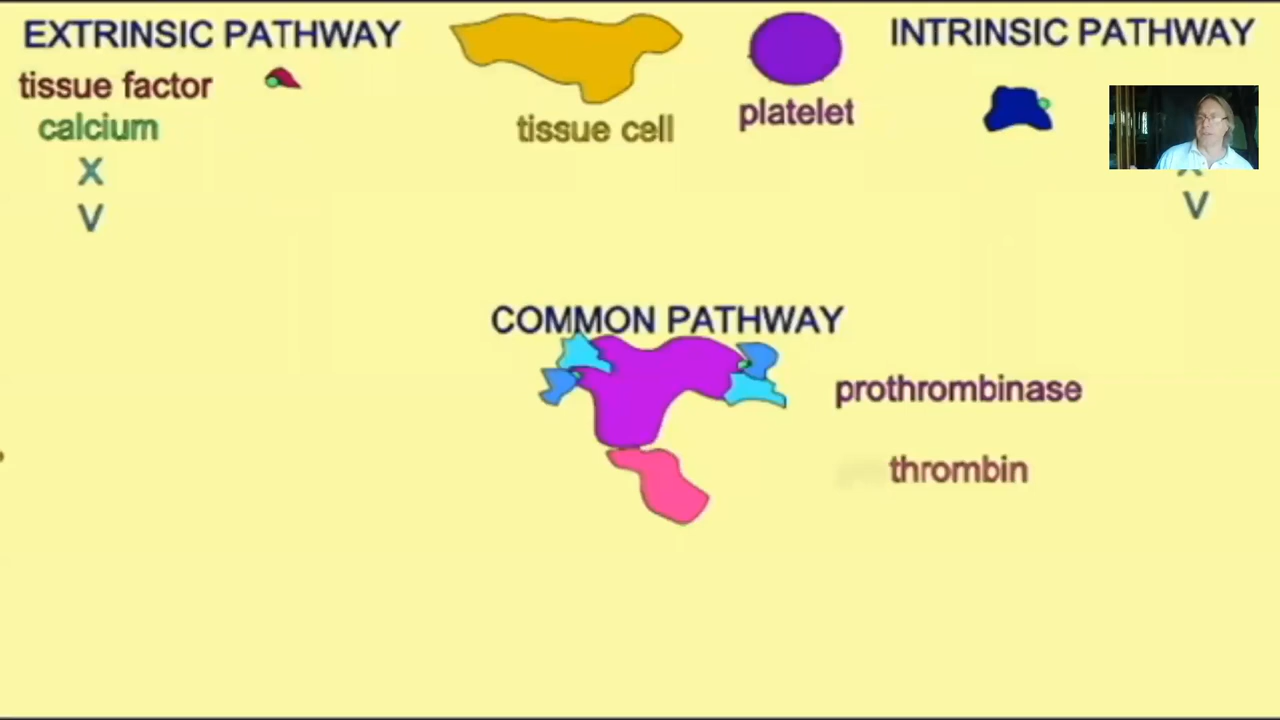 EXTRINSIC PATHWAY
tissue factor
calcium
X
V
tissue cell
platelet
INTRINSIC PATHWAY
V
COMMON PATHWAY
prothrombinase
thrombin